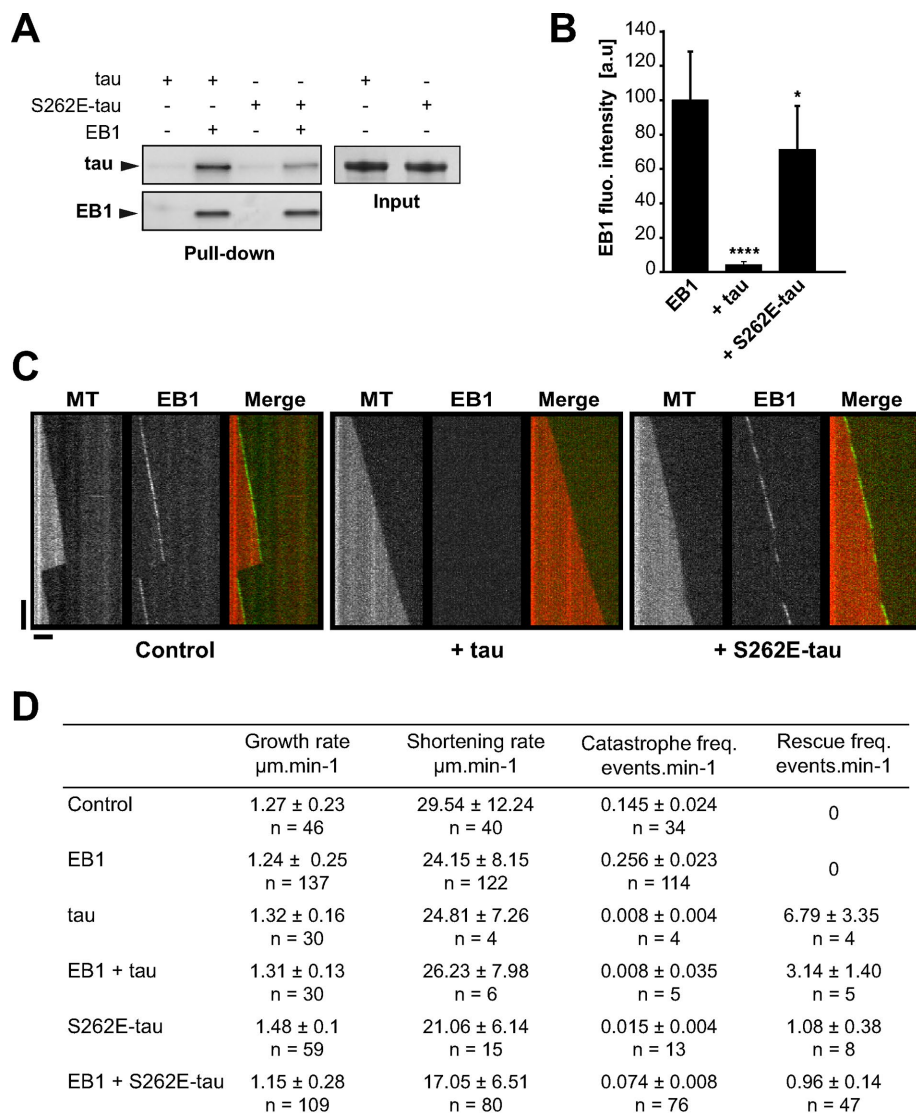 A
tau + + - - + -
S262E-tau - - + + - +
EB1 - + - + - -
tau
EB1
Input
Pull-down
B
EB1 fluo. intensity [a.u]
140
120
100
80
60
40
20
0
****
*
EB1
+ tau
+ S262E-tau
C
MT EB1 Merge MT EB1 Merge MT EB1 Merge
Control + tau + S262E-tau
D
Growth rate Shortening rate Catastrophe freq. Rescue freq.
µm.min-1 µm.min-1 events.min-1 events.min-1
Control 1.27 ± 0.23 29.54 ± 12.24 0.145 ± 0.024 0
n = 46 n = 40 n = 34
EB1 1.24 ± 0.25 24.15 ± 8.15 0.256 ± 0.023 0
n = 137 n = 122 n = 114
tau 1.32 ± 0.16 24.81 ± 7.26 0.008 ± 0.004 6.79 ± 3.35
n = 30 n = 4 n = 4 n = 4
EB1 + tau 1.31 ± 0.13 26.23 ± 7.98 0.008 ± 0.035 3.14 ± 1.40
n = 30 n = 6 n = 5 n = 5
S262E-tau 1.48 ± 0.1 21.06 ± 6.14 0.015 ± 0.004 1.08 ± 0.38
n = 59 n = 15 n = 13 n = 8
EB1 + S262E-tau 1.15 ± 0.28 17.05 ± 6.51 0.074 ± 0.008 0.96 ± 0.14
n = 109 n = 80 n = 76 n = 47